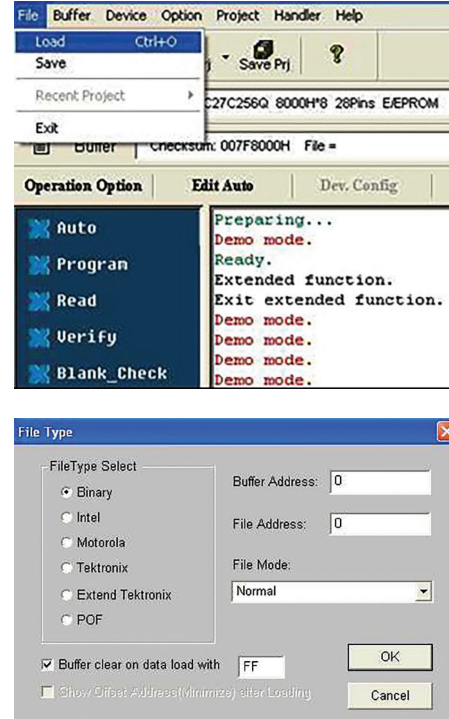 File Buffer Device Option Project Handler Help
Load Ctrl+O
Save
Save Prj
Recent Project
C27C256Q 8000H*8 28Pins E/EPROM
Exit
Buffer Checksum: 007F8000H File =
Operation Option Edit Auto Dev. Config
Auto
Program
Read
Verify
Blank_Check
Preparing...
Demo mode.
Ready.
Extended function.
Exit extended function.
Demo mode.
Demo mode.
Demo mode.
Demo mode.
File Type
FileType Select
Binary
Intel
Motorola
Tektronix
Extend Tektronix
POF
Buffer Address: 0
File Address: 0
File Mode:
Normal
Buffer clear on data load with FF
Show Offset Address(Minimize) after Loading
OK
Cancel